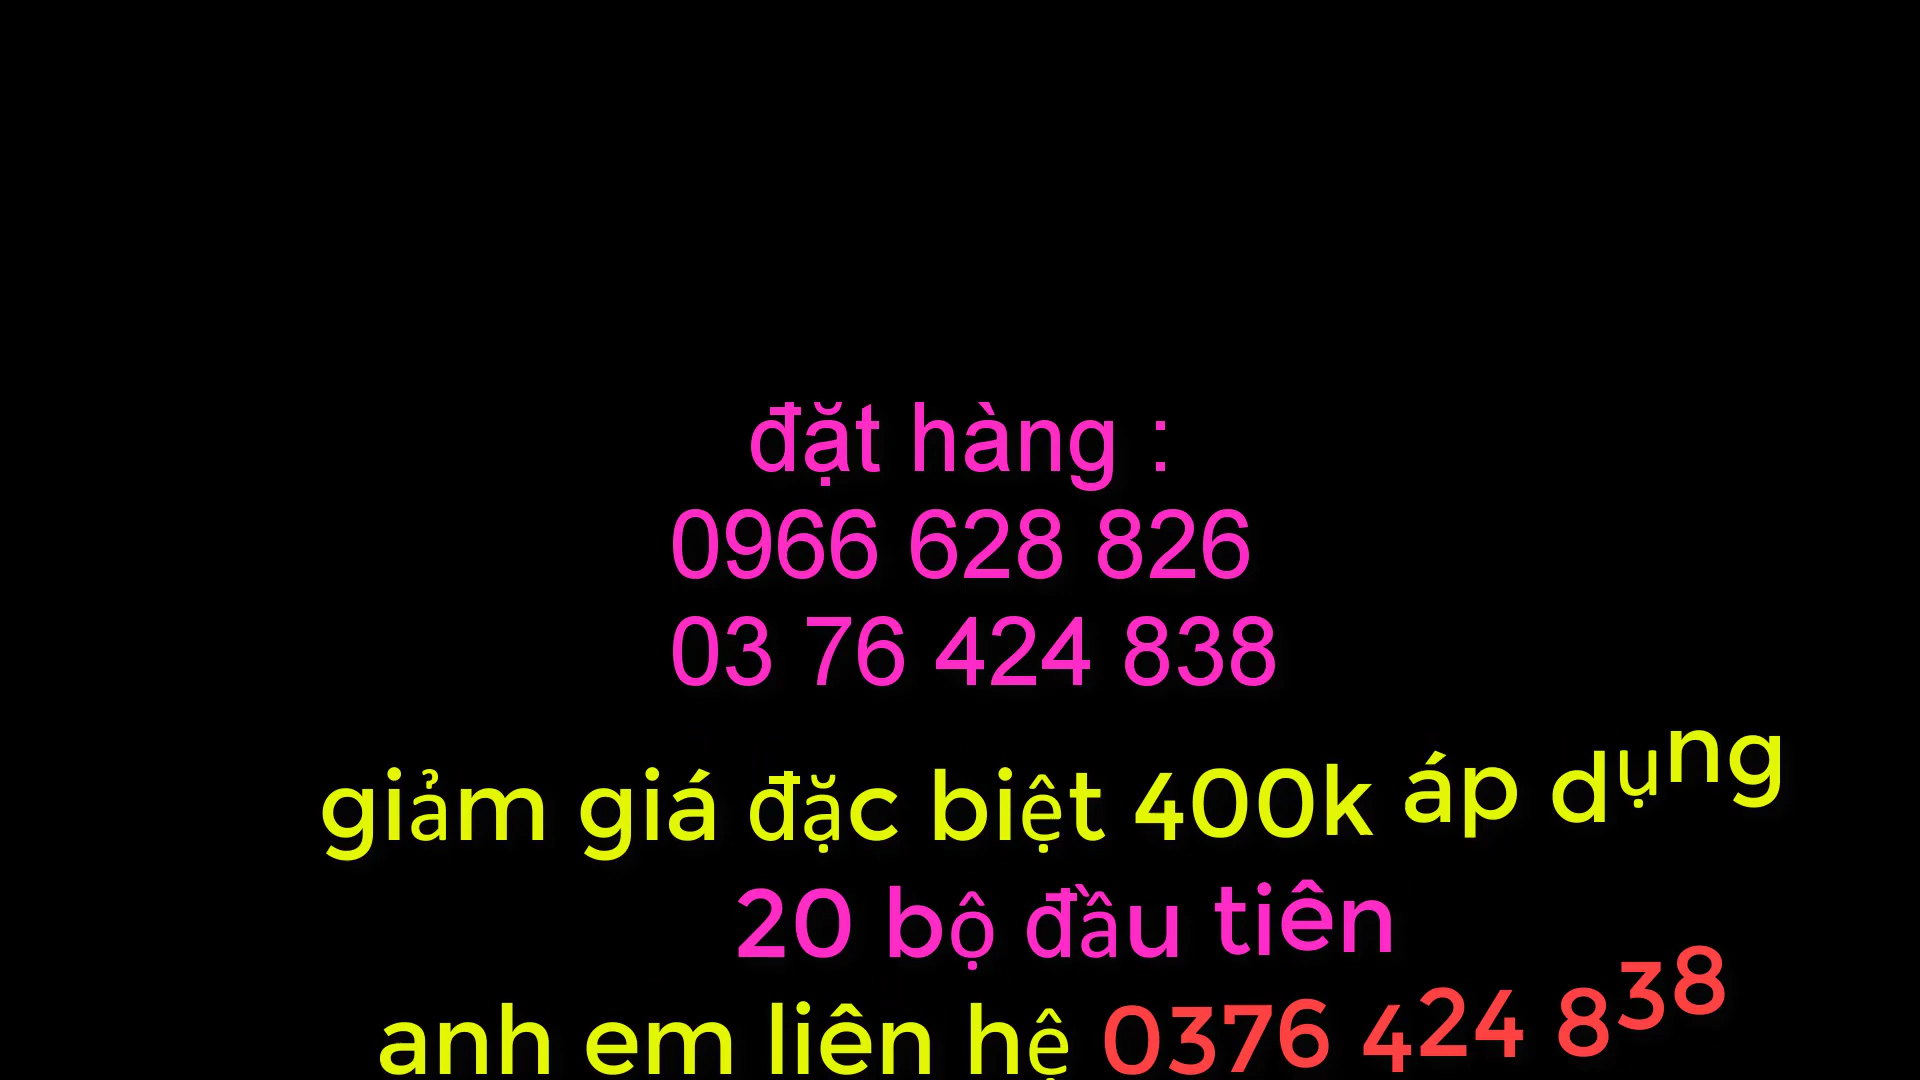 đặt hàng :
0966 628 826
03 76 424 838
giảm giá đặc biệt 400k áp dụng
20 bộ đầu tiên
anh em liên hệ 0376 424 838